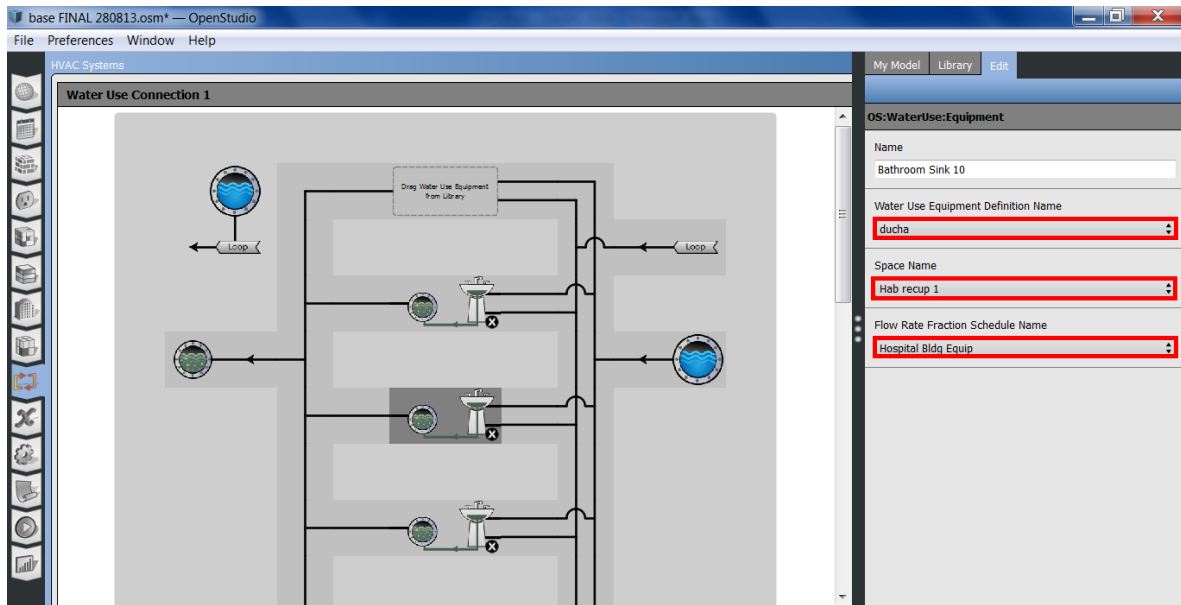 base FINAL 280813.osm* — OpenStudio
File Preferences Window Help
HVAC Systems
My Model Library Edit
Water Use Connection 1
OS:WaterUse:Equipment
Name
Bathroom Sink 10
Drag Water Use Equipment
from Library
Water Use Equipment Definition Name
ducha
Loop
Loop
Space Name
Hab recup 1
Flow Rate Fraction Schedule Name
Hospital Bldg Equip